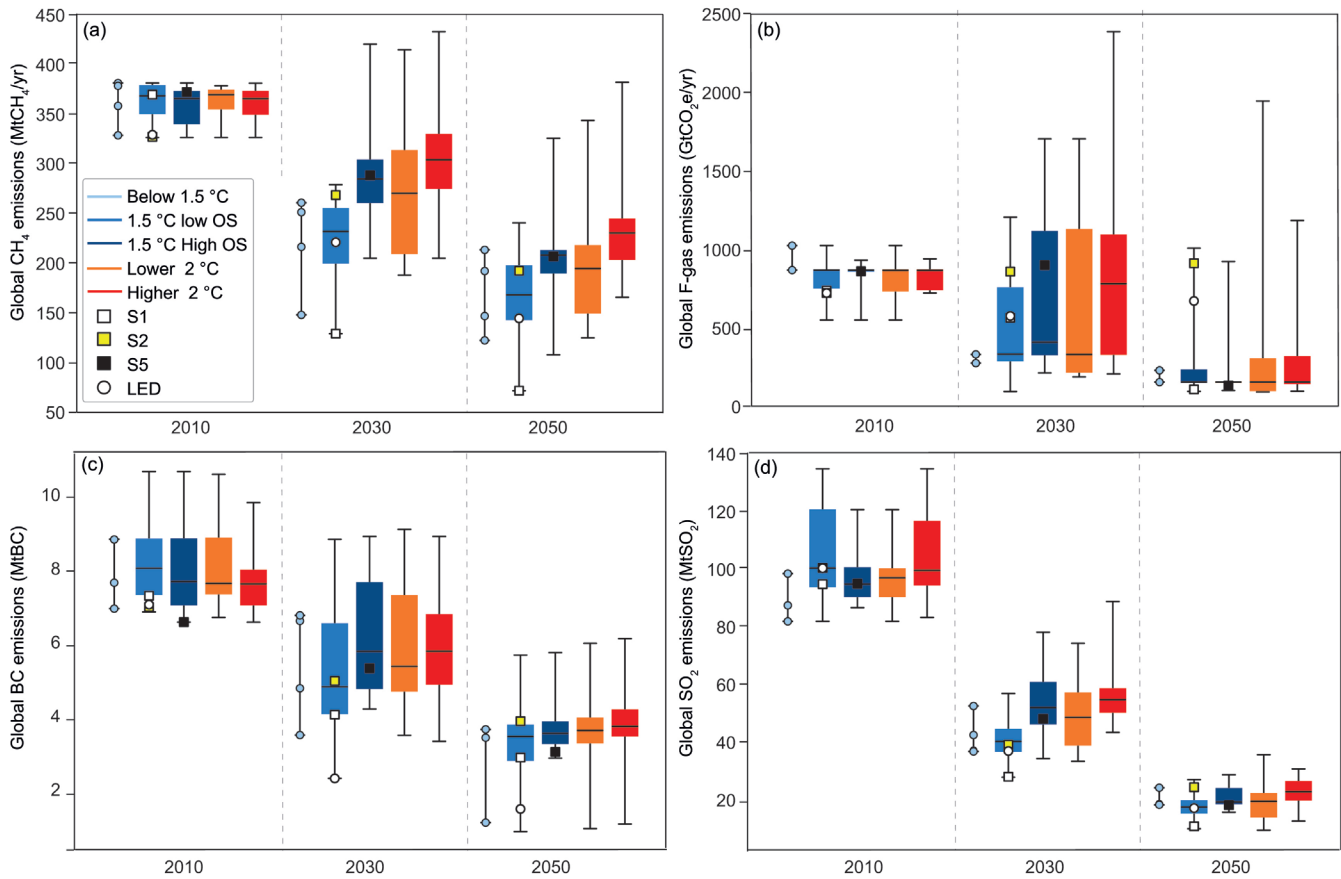 (a)
Global CH₄ emissions (MtCH₄/yr)
450
400
350
300
250
200
150
100
50
Below 1.5 °C
1.5 °C low OS
1.5 °C High OS
Lower 2 °C
Higher 2 °C
S1
S2
S5
LED
2010 2030 2050
(b)
Global F-gas emissions (GtCO₂e/yr)
2500
2000
1500
1000
500
0
2010 2030 2050
(c)
Global BC emissions (MtBC)
10
8
6
4
2
2010 2030 2050
(d)
Global SO₂ emissions (MtSO₂)
140
120
100
80
60
40
20
2010 2030 2050